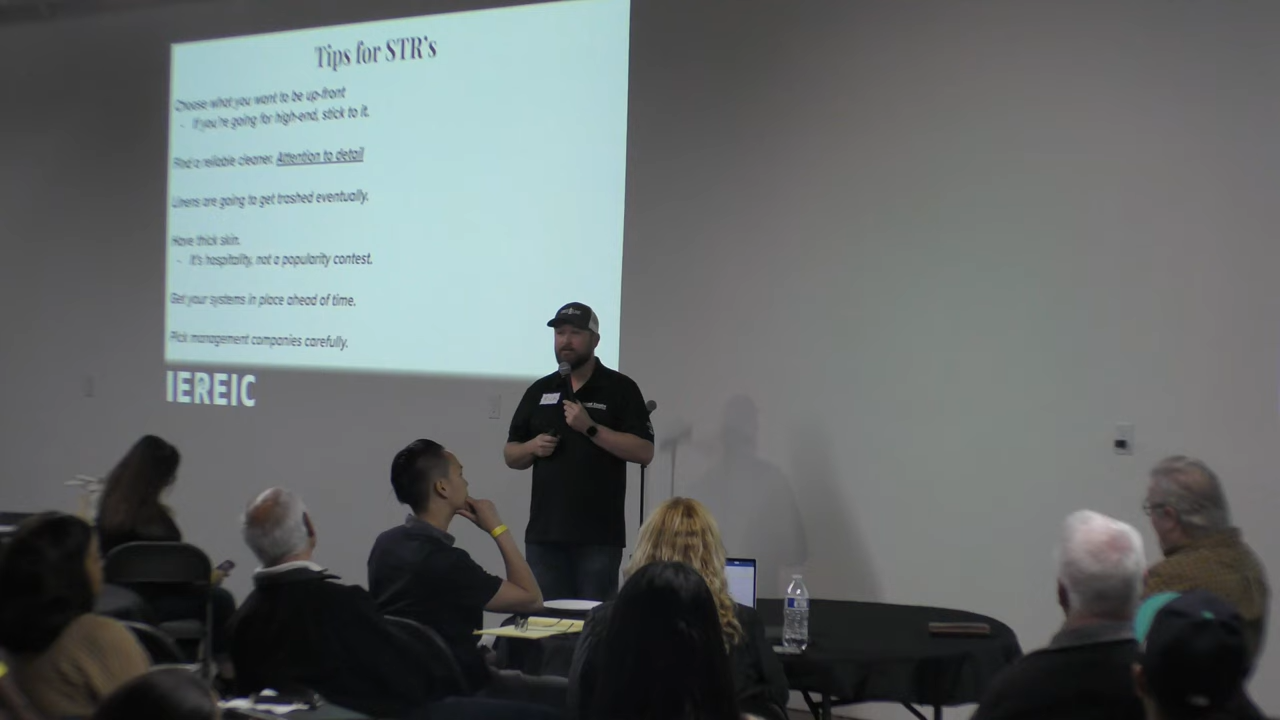 Tips for STR's
Choose what you want to be up-front
- If you're going for high-end, stick to it.
Find a reliable cleaner. Attention to detail
Linens are going to get trashed eventually.
Have thick skin.
- It's hospitality, not a popularity contest.
Get your systems in place ahead of time.
Pick management companies carefully.
IEREIC